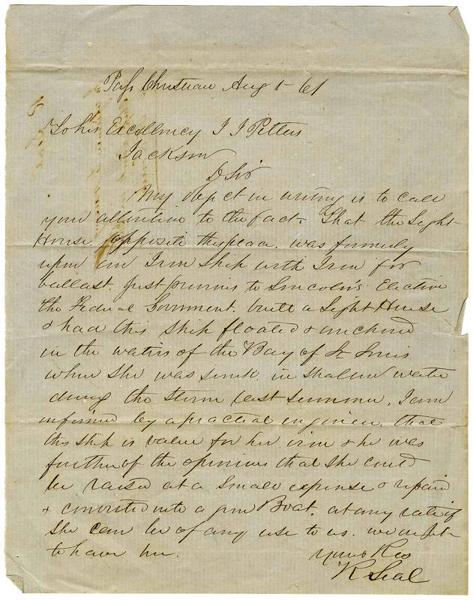 Pass Christian Aug 1 - 61
To his Excellency J J Pettus
Jackson
D Sir
My object in writing is to call
your attention to the fact. That the Light
House opposite this place, was formerly
upon an Iron Ship with Iron for
ballast. Just previous to Lincoln's Election
the Federal Government. built a Light House
& had this ship floated & anchored
in the waters of the Bay of St Louis
when she was sunk in shallow water
during the storm last summer. I am
informed by a practical engineer, that
this ship is value for her iron & he was
further of the opinion that she could
be raised at a small expense & repaired
& converted into a gun Boat. at any rate if
she can be of any use to us. we ought
to have her.
Yours Res
R Seal